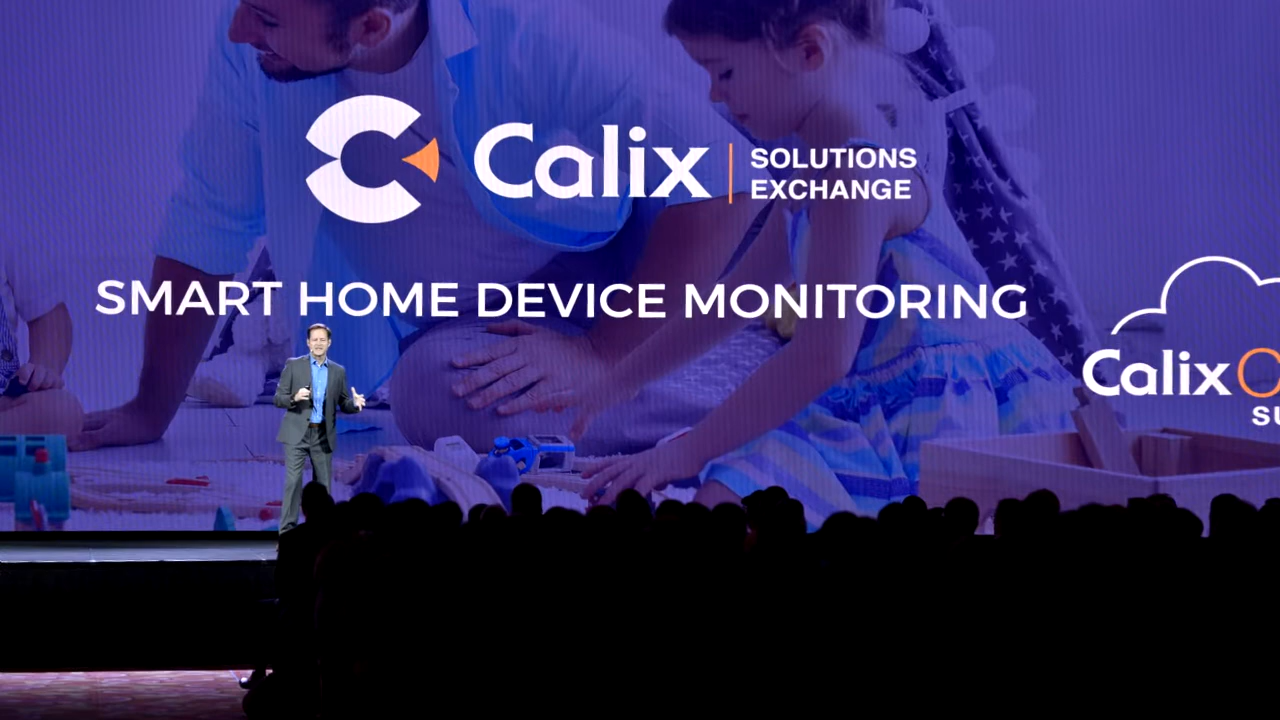 Calix
SOLUTIONS
EXCHANGE
SMART HOME DEVICE MONITORING
Calix